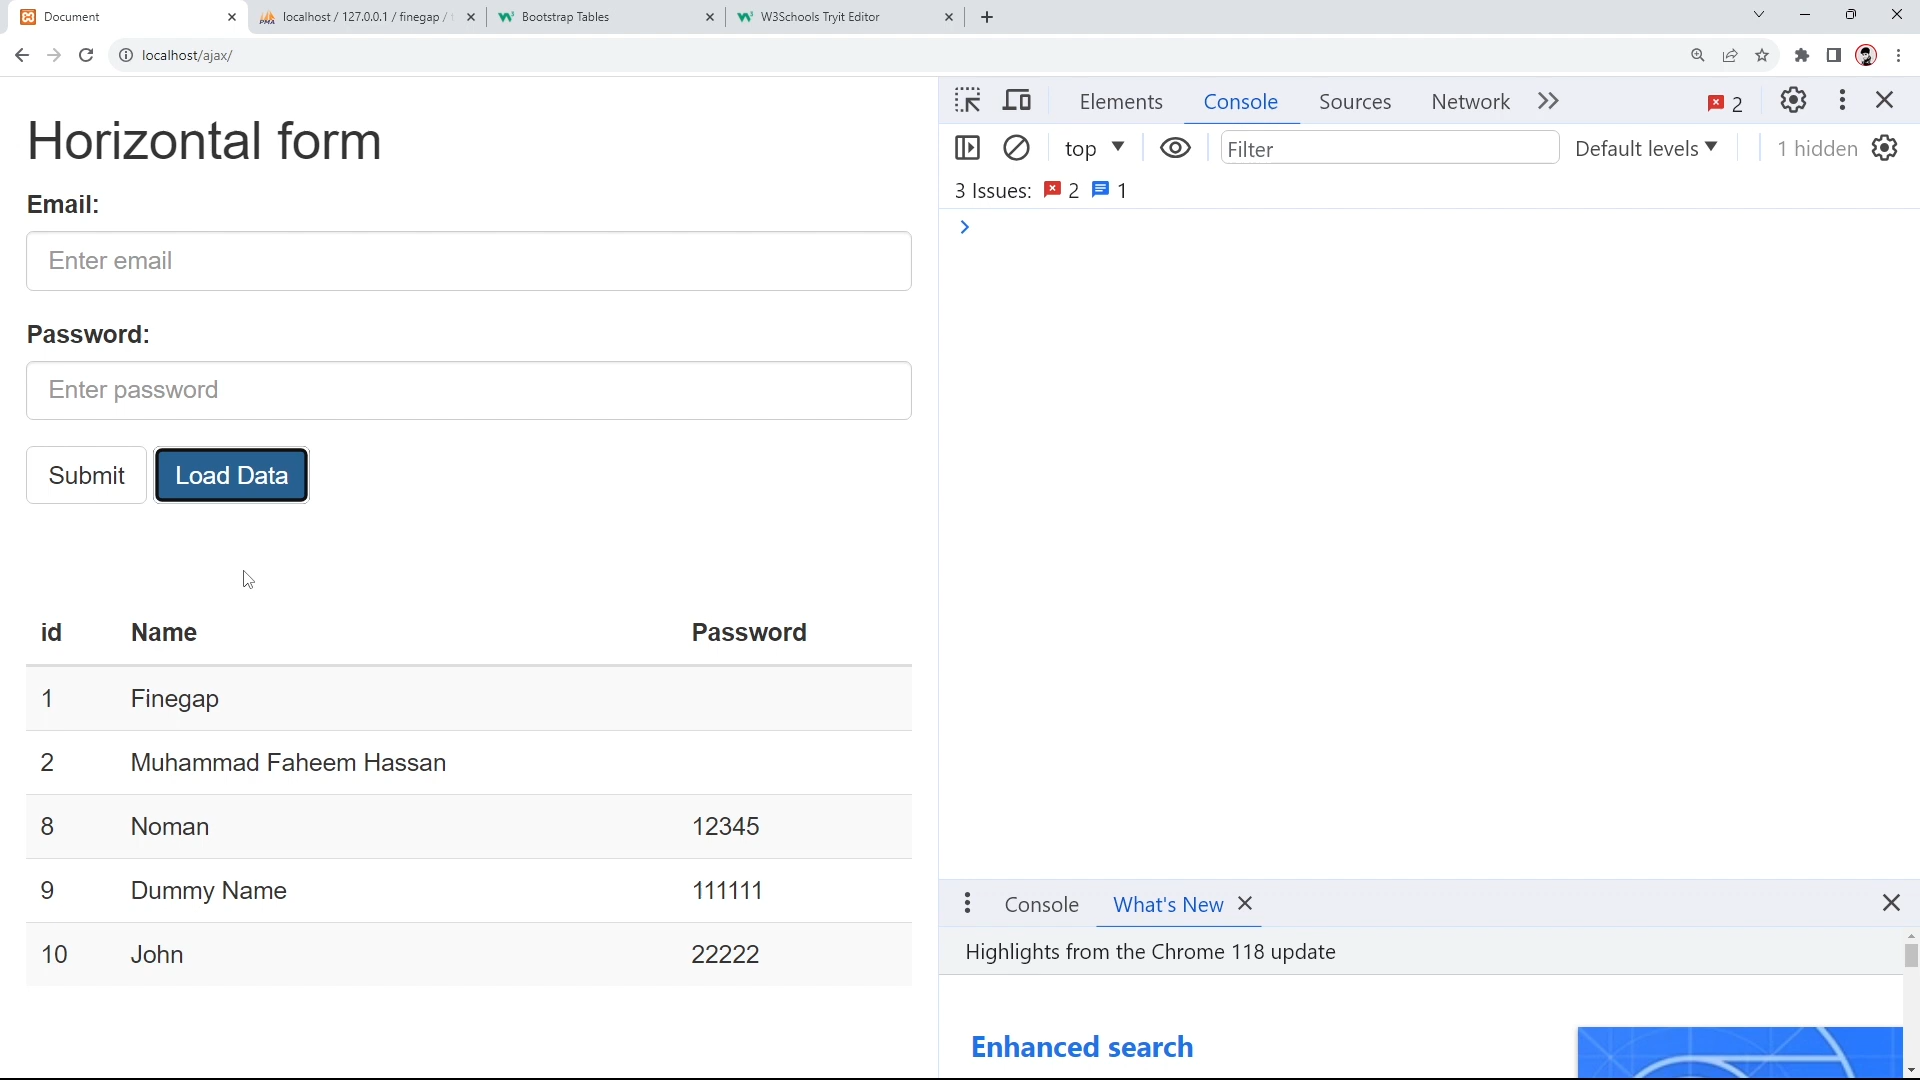 Document
localhost / 127.0.0.1 / finegap /
Bootstrap Tables
W3Schools Tryit Editor
localhost/ajax/
Horizontal form
Email:
Enter email
Password:
Enter password
Submit
Load Data
id Name Password
1 Finegap
2 Muhammad Faheem Hassan
8 Noman 12345
9 Dummy Name 111111
10 John 22222
Elements Console Sources Network 2
top Filter Default levels 1 hidden
3 Issues: 2 1
Console What's New
Highlights from the Chrome 118 update
Enhanced search